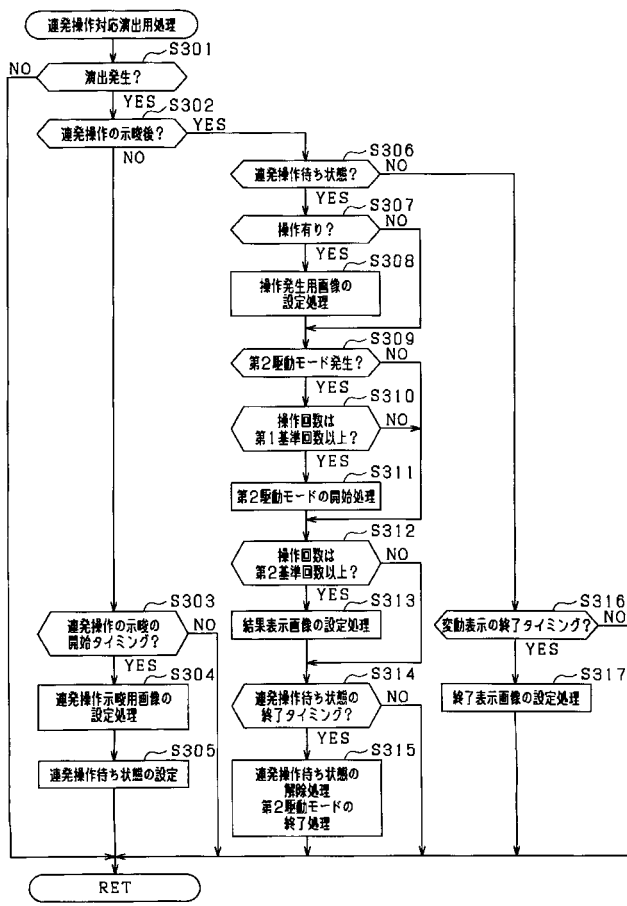 連発操作対応演出用処理
S301
演出発生?
NO
YES
S302
連発操作の示唆後?
YES
NO
S306
連発操作待ち状態?
NO
YES
S307
操作有り?
NO
YES
S308
操作発生用画像の
設定処理
S309
第2駆動モード発生?
NO
YES
S310
操作回数は
第1基準回数以上?
NO
YES
S311
第2駆動モードの開始処理
S312
操作回数は
第2基準回数以上?
NO
YES
S313
結果表示画像の設定処理
S303
連発操作の示唆の
開始タイミング?
NO
YES
S304
連発操作示唆用画像の
設定処理
S305
連発操作待ち状態の設定
S314
連発操作待ち状態の
終了タイミング?
NO
YES
S315
連発操作待ち状態の
解除処理
第2駆動モードの
終了処理
S316
変動表示の終了タイミング?
NO
YES
S317
終了表示画像の設定処理
RET